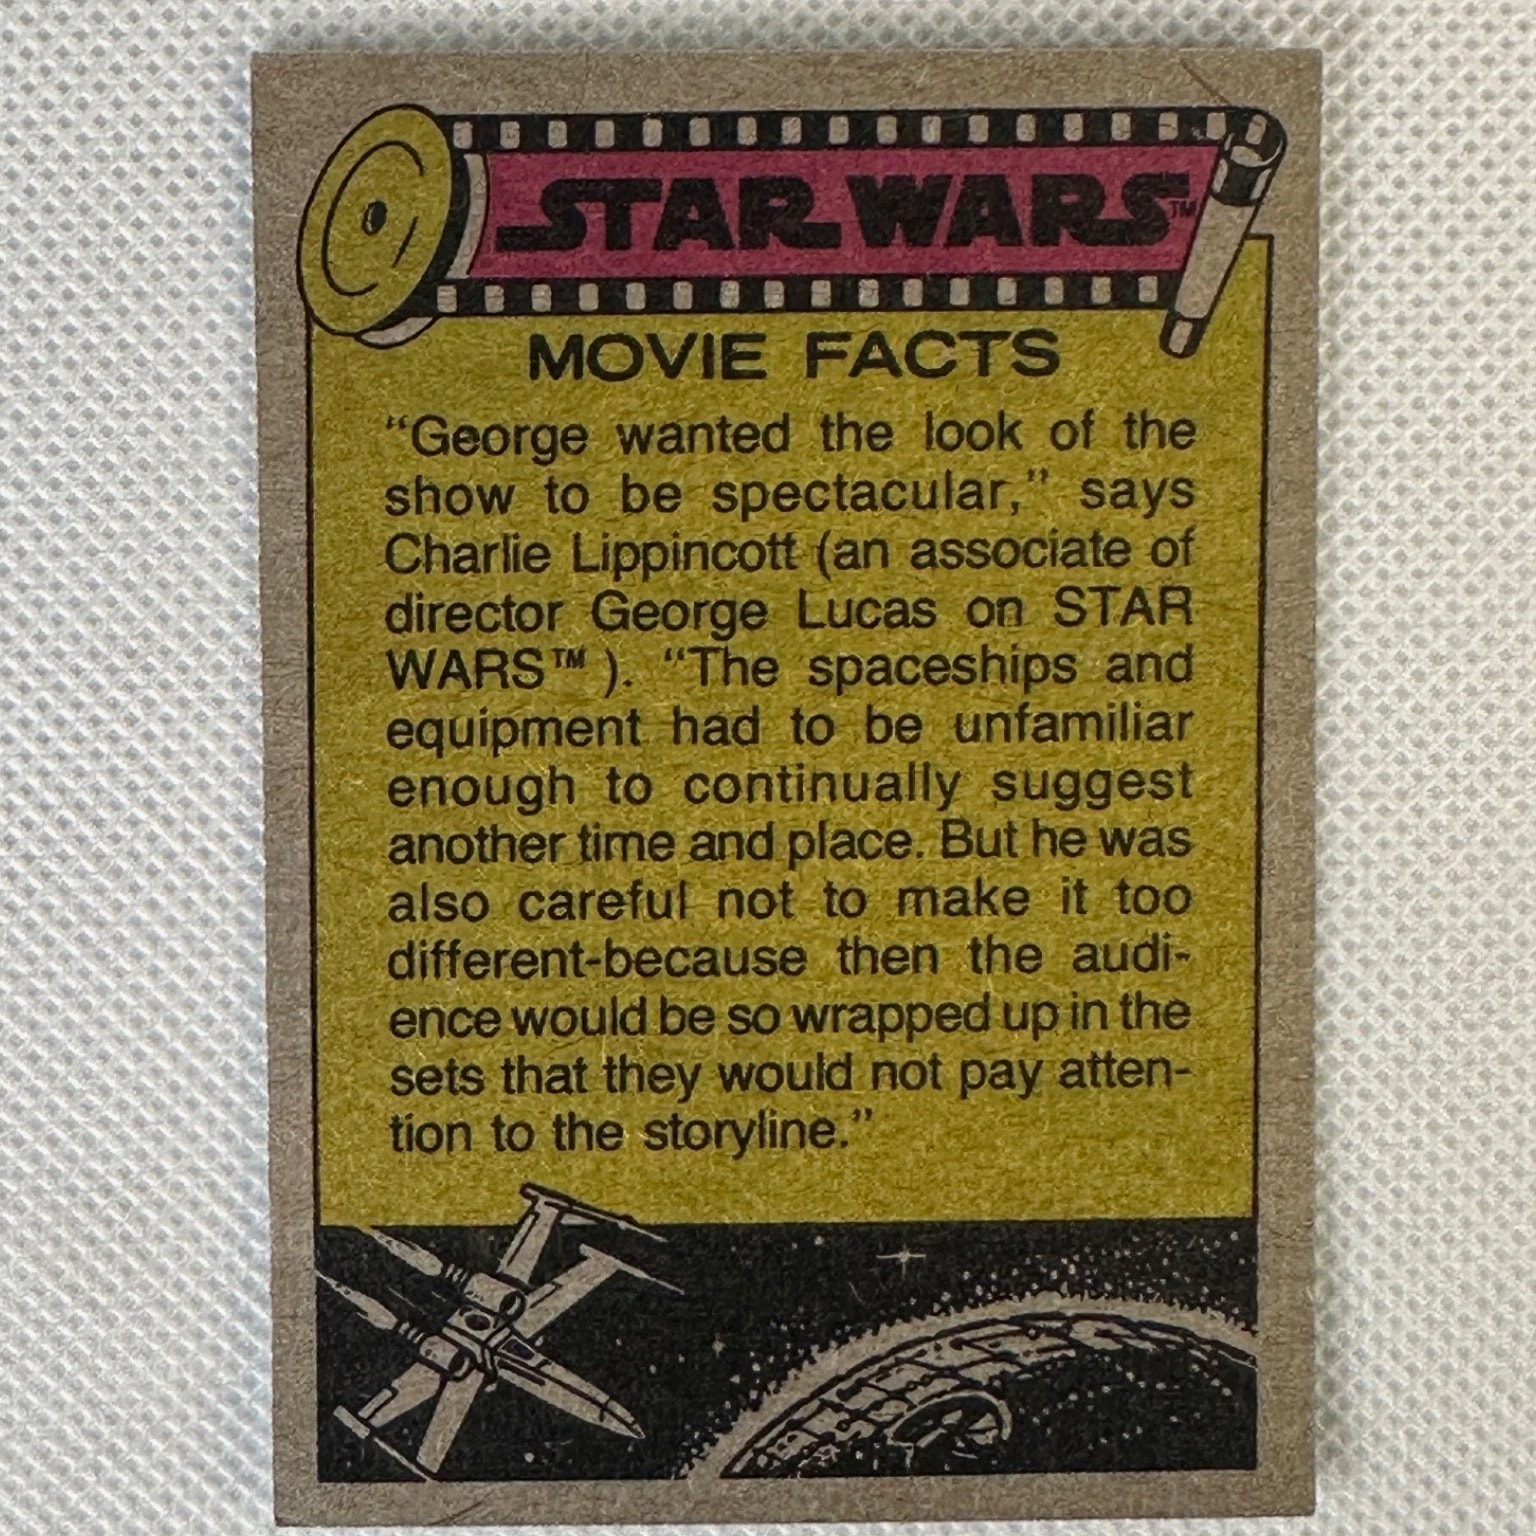 STAR WARS™
MOVIE FACTS
“George wanted the look of the
show to be spectacular,” says
Charlie Lippincott (an associate of
director George Lucas on STAR
WARS™ ). “The spaceships and
equipment had to be unfamiliar
enough to continually suggest
another time and place. But he was
also careful not to make it too
different-because then the audi-
ence would be so wrapped up in the
sets that they would not pay atten-
tion to the storyline.”